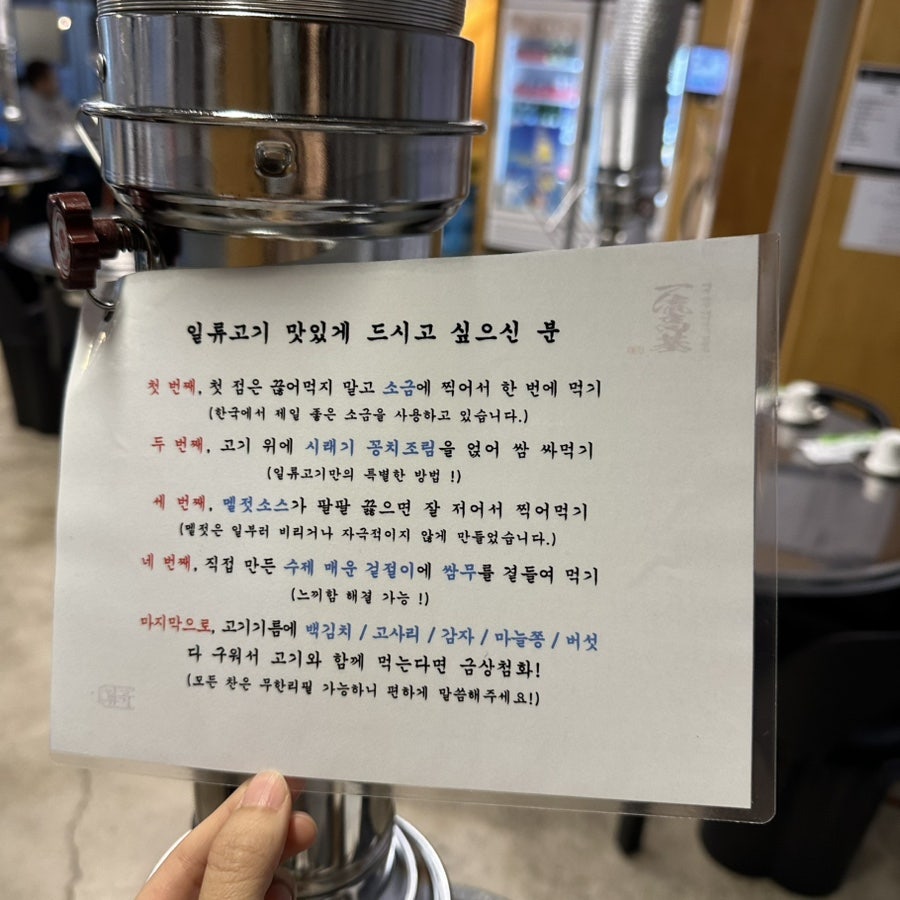 일류고기 맛있게 드시고 싶으신 분
첫 번째, 첫 점은 끊어먹지 말고 소금에 찍어서 한 번에 먹기
(한국에서 제일 좋은 소금을 사용하고 있습니다.)
두 번째, 고기 위에 시래기 꽁치조림을 얹어 쌈 싸먹기
(일류고기만의 특별한 방법 !)
세 번째, 멜젓소스가 팔팔 끓으면 잘 저어서 찍어먹기
(멜젓은 일부러 비리거나 자극적이지 않게 만들었습니다.)
네 번째, 직접 만든 수제 매운 겉절이에 쌈무를 곁들여 먹기
(느끼함 해결 가능 !)
마지막으로, 고기기름에 백김치 / 고사리 / 감자 / 마늘쫑 / 버섯
다 구워서 고기와 함께 먹는다면 금상첨화!
(모든 찬은 무한리필 가능하니 편하게 말씀해주세요!)